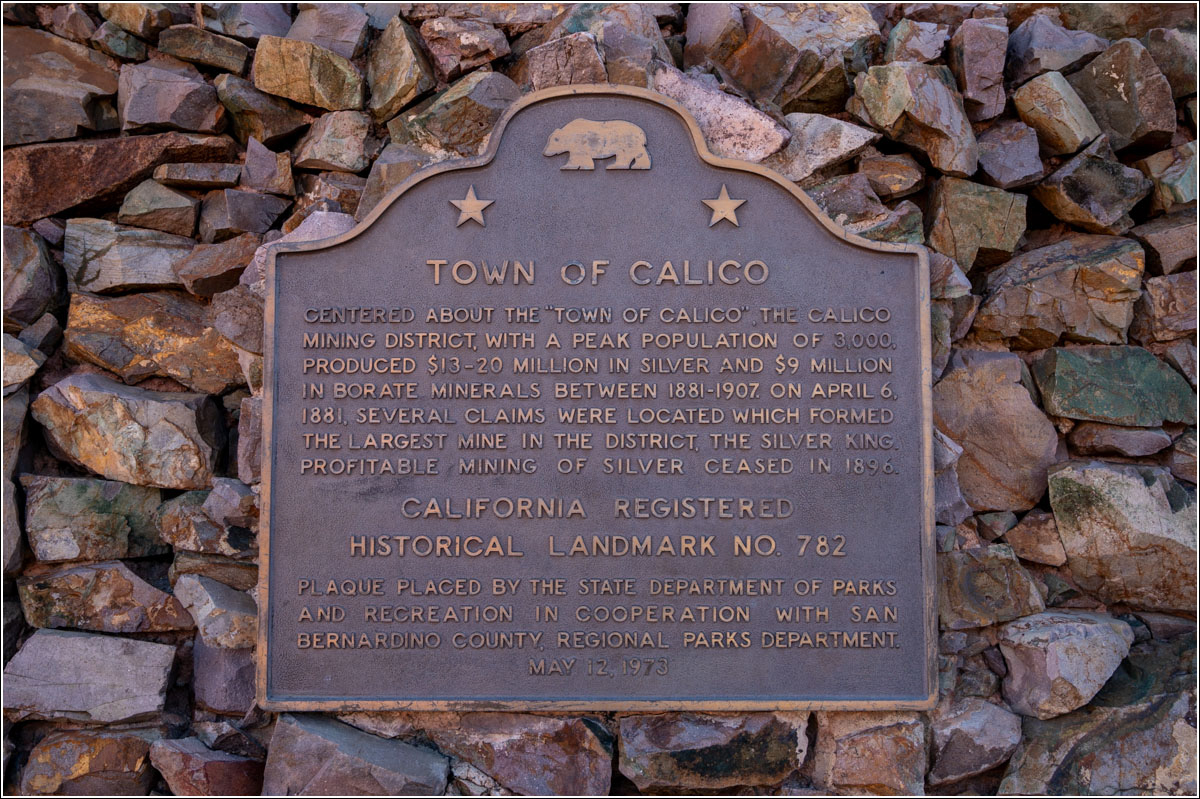 TOWN OF CALICO
CENTERED ABOUT THE "TOWN OF CALICO", THE CALICO
MINING DISTRICT, WITH A PEAK POPULATION OF 3,000,
PRODUCED $13-20 MILLION IN SILVER AND $9 MILLION
IN BORATE MINERALS BETWEEN 1881-1907. ON APRIL 6,
1881, SEVERAL CLAIMS WERE LOCATED WHICH FORMED
THE LARGEST MINE IN THE DISTRICT, THE SILVER KING.
PROFITABLE MINING OF SILVER CEASED IN 1896.
CALIFORNIA REGISTERED
HISTORICAL LANDMARK NO. 782
PLAQUE PLACED BY THE STATE DEPARTMENT OF PARKS
AND RECREATION IN COOPERATION WITH SAN
BERNARDINO COUNTY, REGIONAL PARKS DEPARTMENT.
MAY 12, 1973